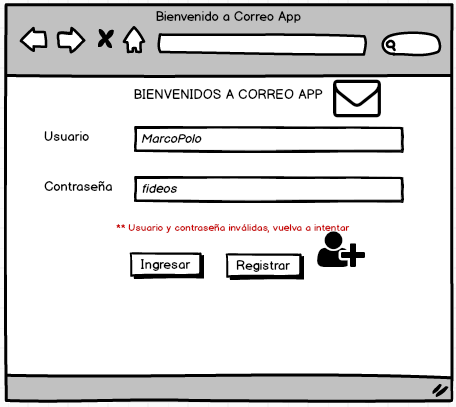 Bienvenido a Correo App
BIENVENIDOS A CORREO APP
Usuario
MarcoPolo
Contraseña
fideos
** Usuario y contraseña inválidas, vuelva a intentar
Ingresar
Registrar